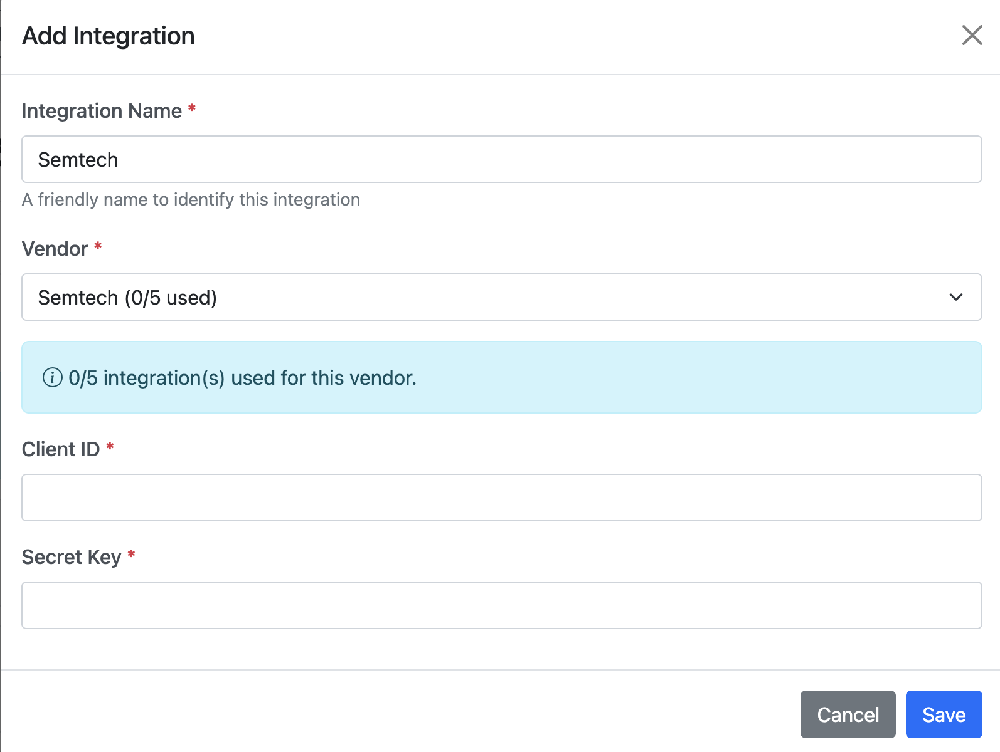 Add Integration
Integration Name *
Semtech
A friendly name to identify this integration
Vendor *
Semtech (0/5 used)
0/5 integration(s) used for this vendor.
Client ID *
Secret Key *
Cancel
Save